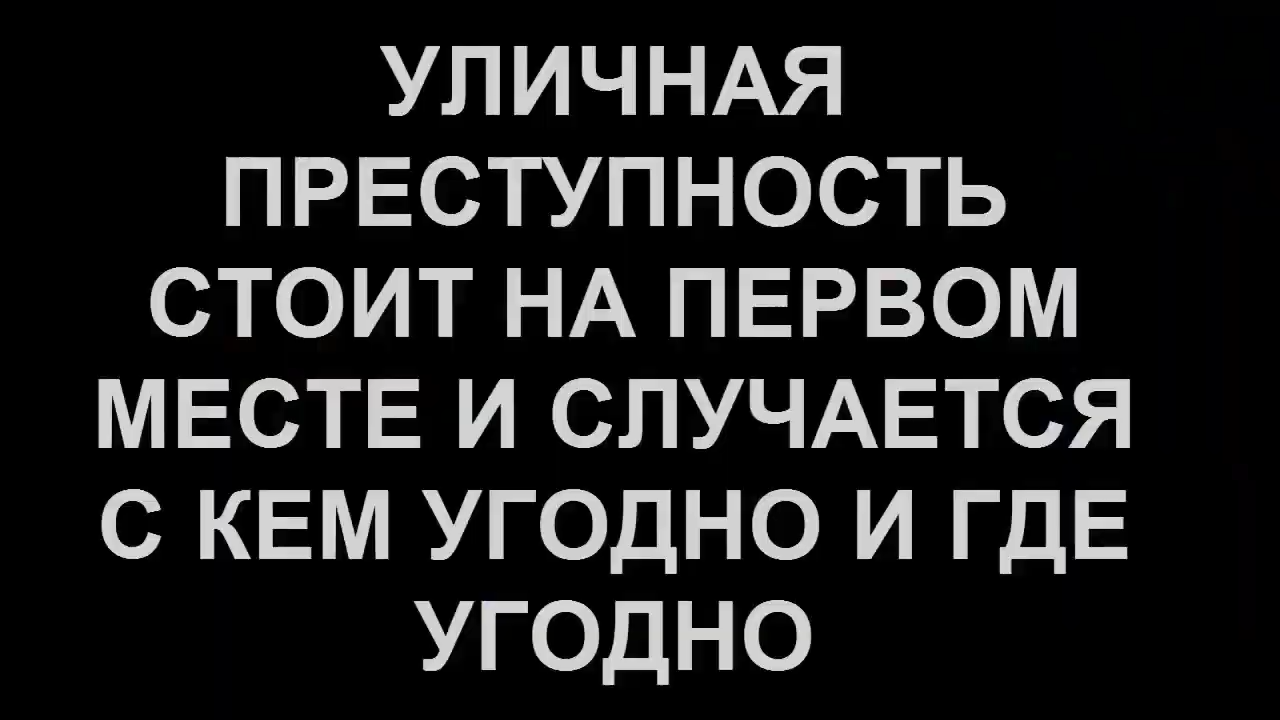 УЛИЧНАЯ
ПРЕСТУПНОСТЬ
СТОИТ НА ПЕРВОМ
МЕСТЕ И СЛУЧАЕТСЯ
С КЕМ УГОДНО И ГДЕ
УГОДНО